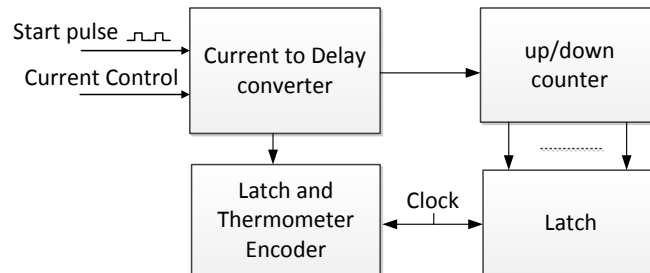 Start pulse
Current Control
Current to Delay
converter
up/down
counter
Latch and
Thermometer
Encoder
Clock
Latch